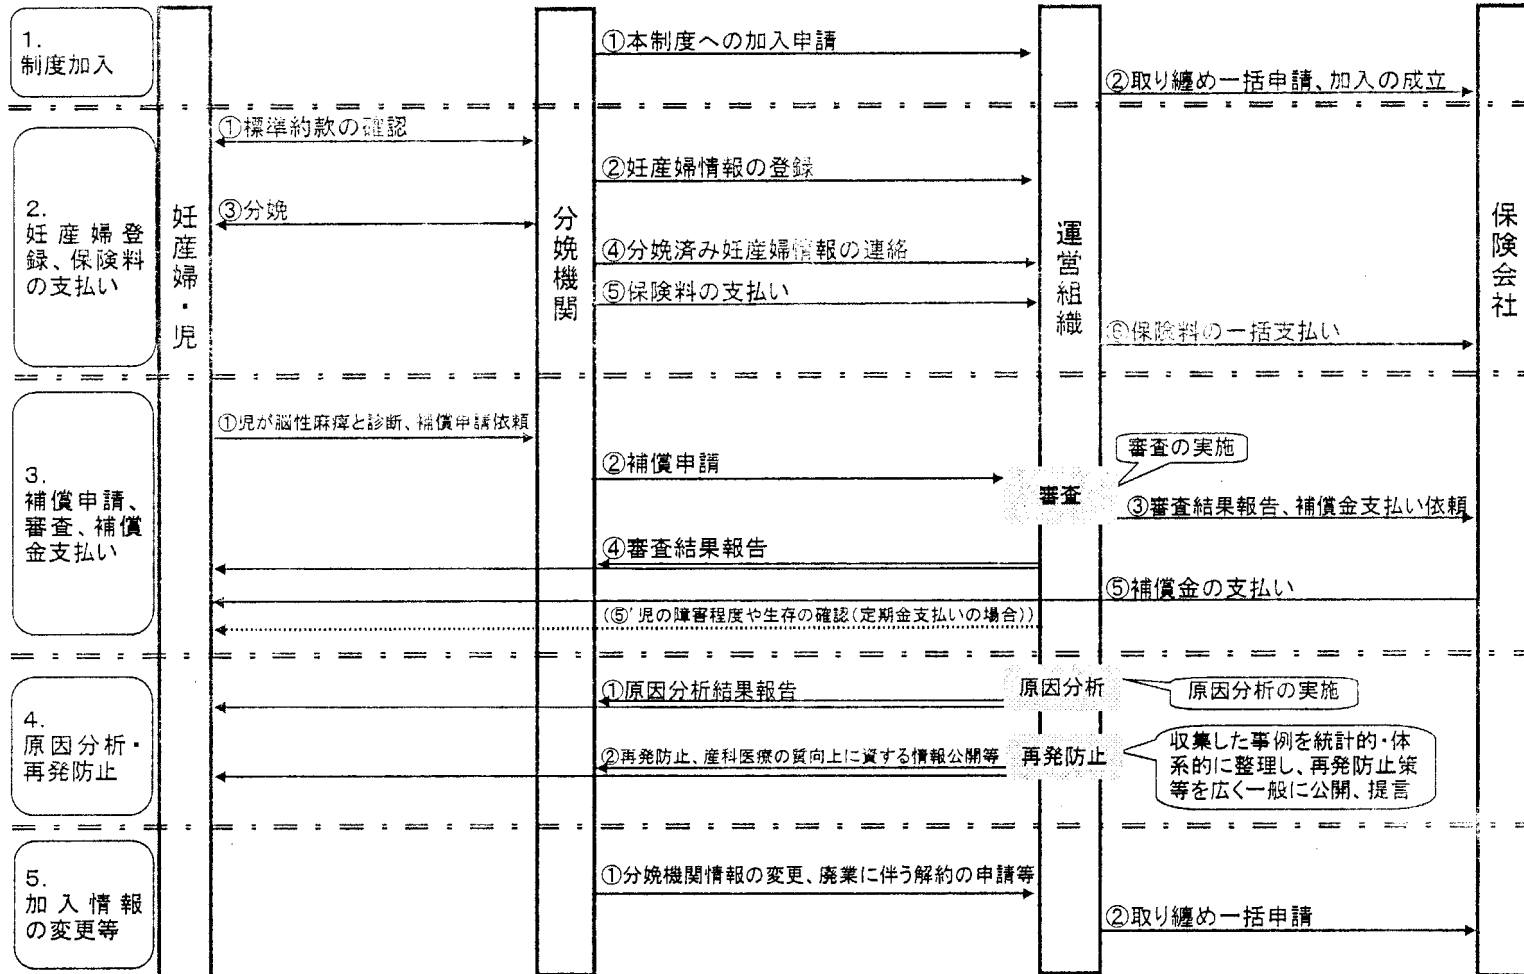 1.
制度加入
①本制度への加入申請
②取り纏め一括申請、加入の成立
2.
妊産婦登
録、保険料
の支払い
妊産婦・児
分娩機関
運営組織
保険会社
①標準約款の確認
②妊産婦情報の登録
③分娩
④分娩済み妊産婦情報の連絡
⑤保険料の支払い
⑥保険料の一括支払い
3.
補償申請、
審査、補償
金支払い
①児が脳性麻痺と診断、補償申請依頼
②補償申請
審査の実施
審査
③審査結果報告、補償金支払い依頼
④審査結果報告
⑤補償金の支払い
(⑤'児の障害程度や生存の確認(定期金支払いの場合))
4.
原因分析・
再発防止
①原因分析結果報告
原因分析
原因分析の実施
②再発防止、産科医療の質向上に資する情報公開等
再発防止
収集した事例を統計的・体
系的に整理し、再発防止策
等を広く一般に公開、提言
5.
加入情報
の変更等
①分娩機関情報の変更、廃業に伴う解約の申請等
②取り纏め一括申請